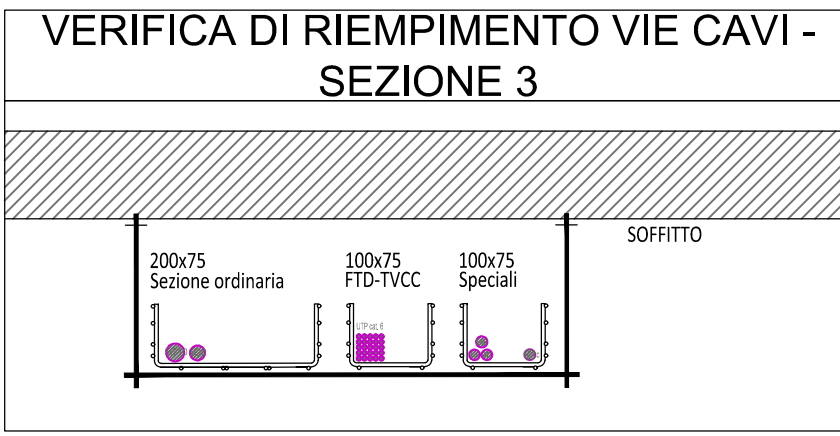 VERIFICA DI RIEMPIMENTO VIE CAVI -
SEZIONE 3
SOFFITTO
200x75
Sezione ordinaria
100x75
FTD-TVCC
100x75
Speciali
UTP cat. 6